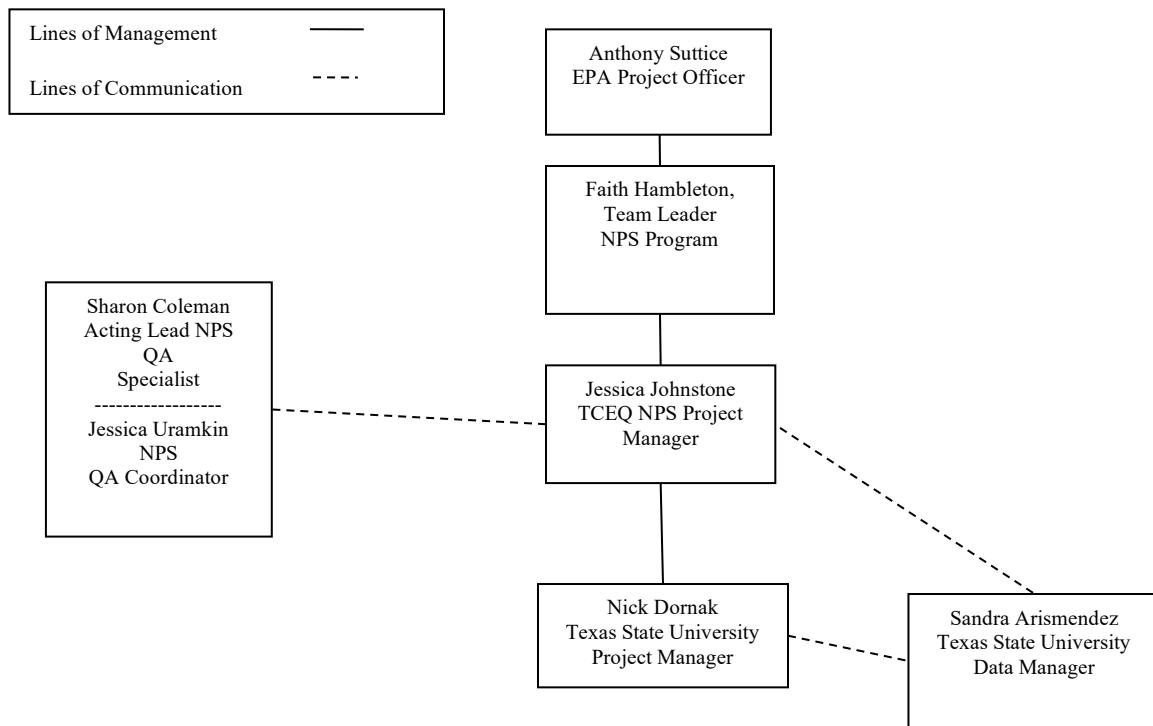 Lines of Management
Lines of Communication
Anthony Suttice
EPA Project Officer
Faith Hambleton,
Team Leader
NPS Program
Sharon Coleman
Acting Lead NPS
QA
Specialist
-------------------
Jessica Uramkin
NPS
QA Coordinator
Jessica Johnstone
TCEQ NPS Project
Manager
Nick Dornak
Texas State University
Project Manager
Sandra Arismendez
Texas State University
Data Manager